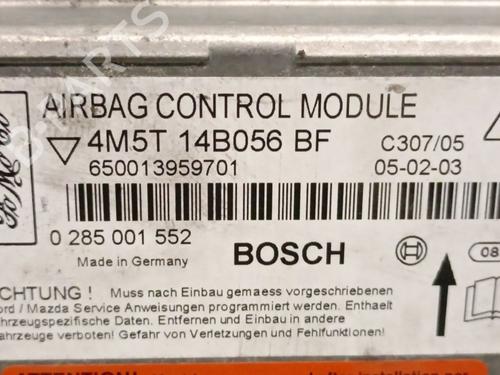 FoMoCo
AIRBAG CONTROL MODULE
4M5T 14B056 BF
C307/05
650013959701
05-02-03
0 285 001 552
BOSCH
Made in Germany
08
ACHTUNG ! Muss nach Einbau gemaess vorgeschriebenen
Ford / Mazda Service Anweisungen programmiert werden. Enthaelt
fahrzeugspezifische Daten. Entfernen und Einbau in andere
Fahrzeuge verboten! Gefahr von Verletzungen und Fehlfunktionen!